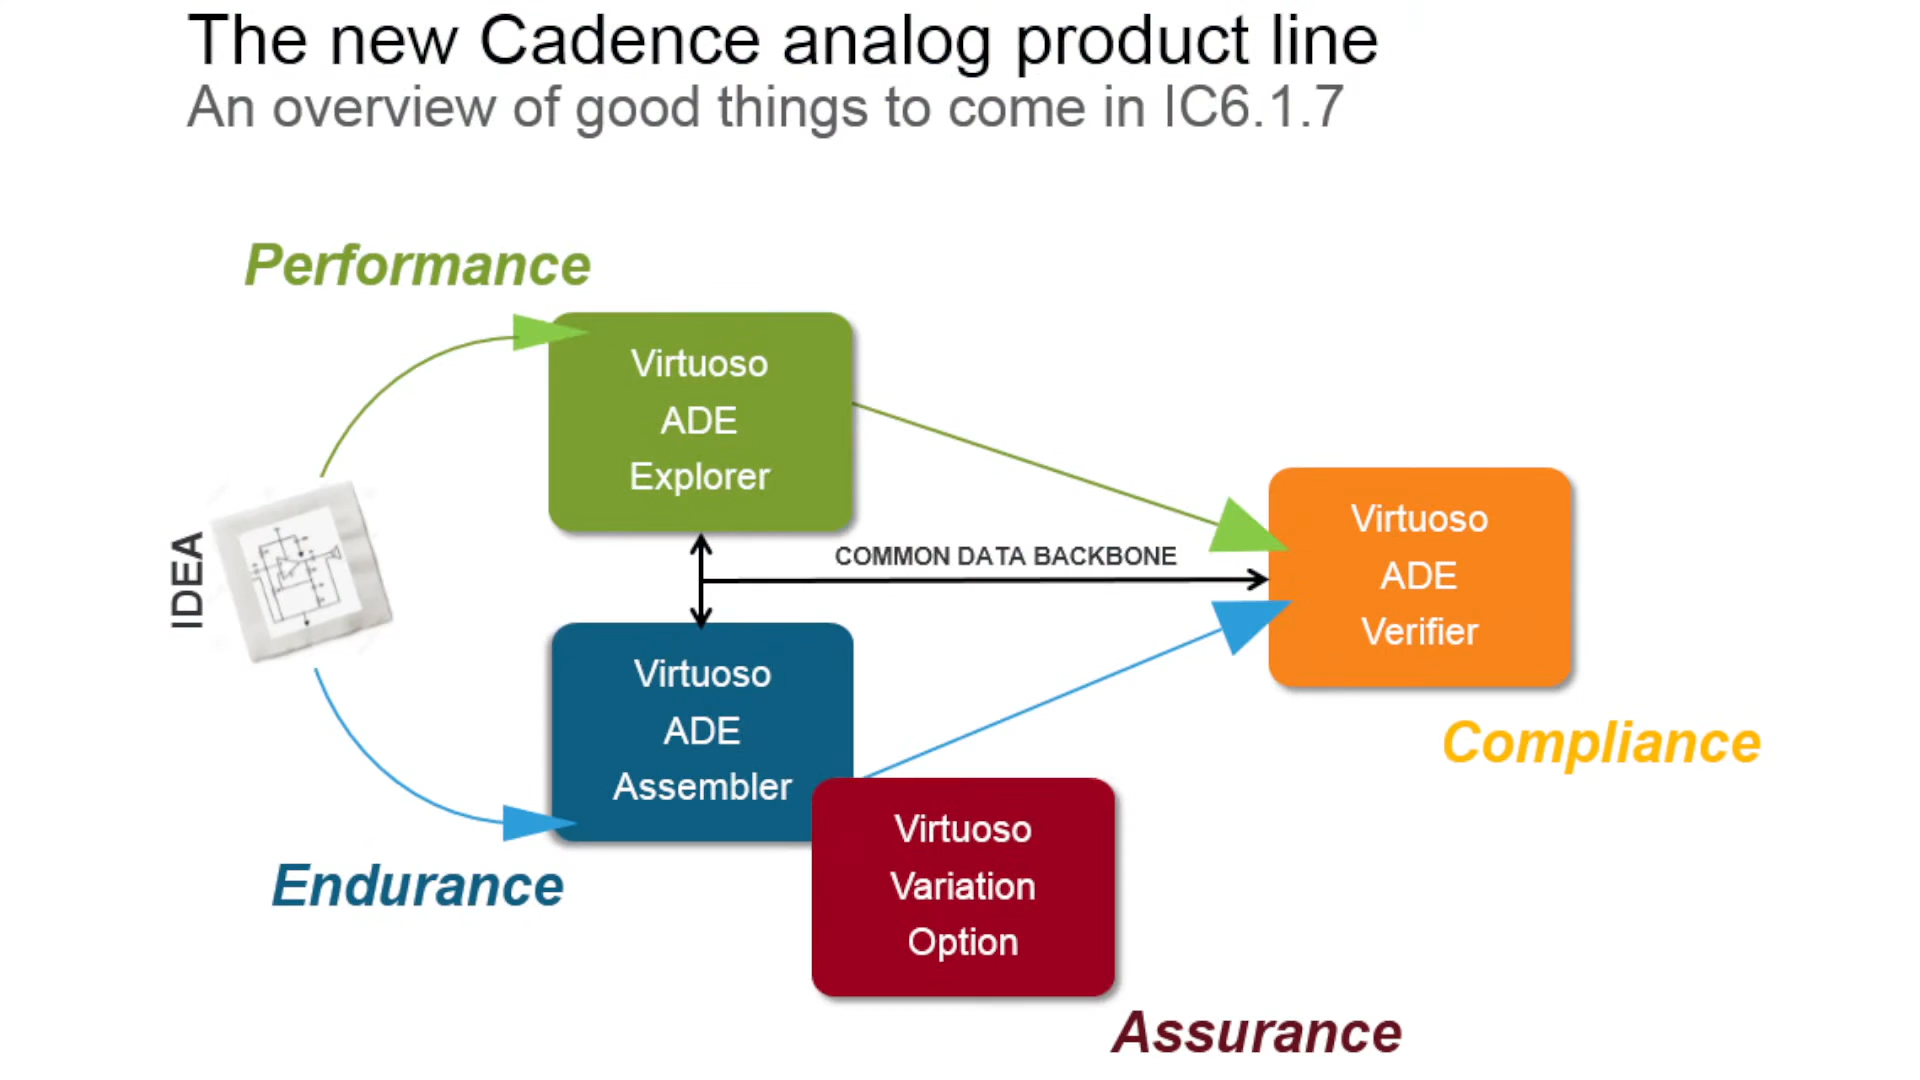 The new Cadence analog product line
An overview of good things to come in IC6.1.7
Performance
Virtuoso
ADE
Explorer
IDEA
COMMON DATA BACKBONE
Virtuoso
ADE
Verifier
Compliance
Virtuoso
ADE
Assembler
Endurance
Virtuoso
Variation
Option
Assurance